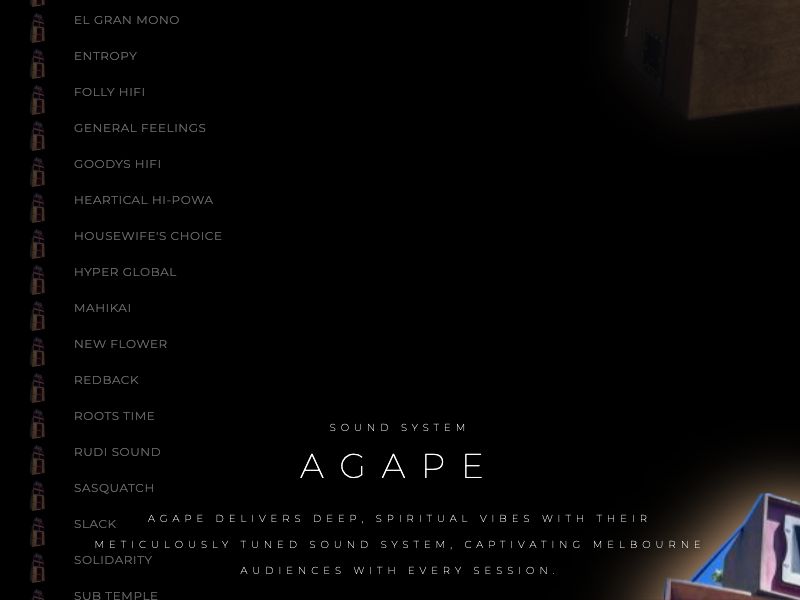 EL GRAN MONO
ENTROPY
FOLLY HIFI
GENERAL FEELINGS
GOODYS HIFI
HEARTICAL HI-POWA
HOUSEWIFE'S CHOICE
HYPER GLOBAL
MAHIKAI
NEW FLOWER
REDBACK
ROOTS TIME
RUDI SOUND
SASQUATCH
SLACK
SOLIDARITY
SUB TEMPLE
SOUND SYSTEM
AGAPE
AGAPE DELIVERS DEEP, SPIRITUAL VIBES WITH THEIR
METICULOUSLY TUNED SOUND SYSTEM, CAPTIVATING MELBOURNE
AUDIENCES WITH EVERY SESSION.